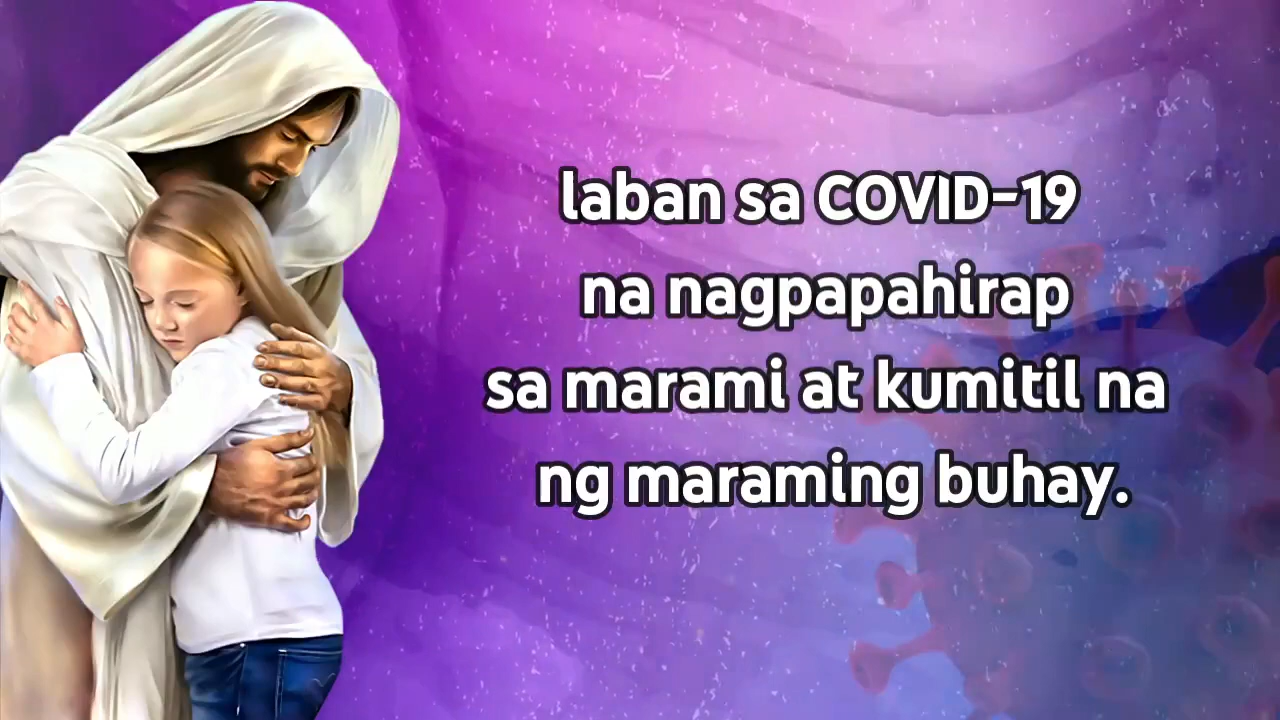 laban sa COVID-19
na nagpapahirap
sa marami at kumitil na
ng maraming buhay.